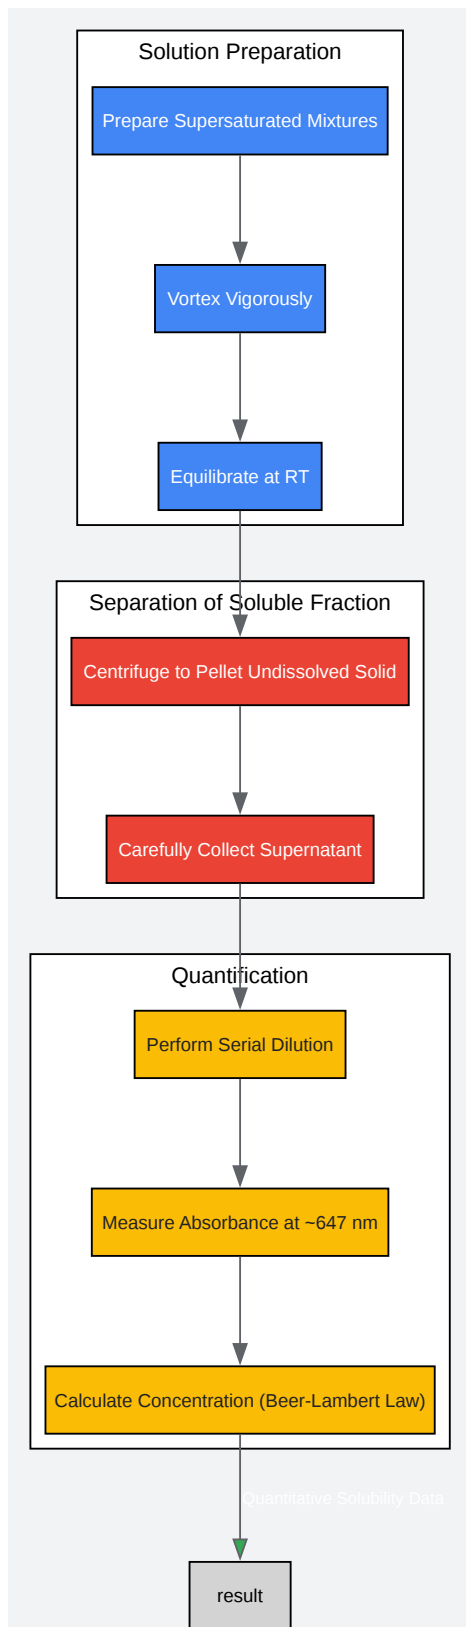 Solution Preparation
Prepare Supersaturated Mixtures
Vortex Vigorously
Equilibrate at RT
Separation of Soluble Fraction
Centrifuge to Pellet Undissolved Solid
Carefully Collect Supernatant
Quantification
Perform Serial Dilution
Measure Absorbance at ~647 nm
Calculate Concentration (Beer-Lambert Law)
Quantitative Solubility Data
result